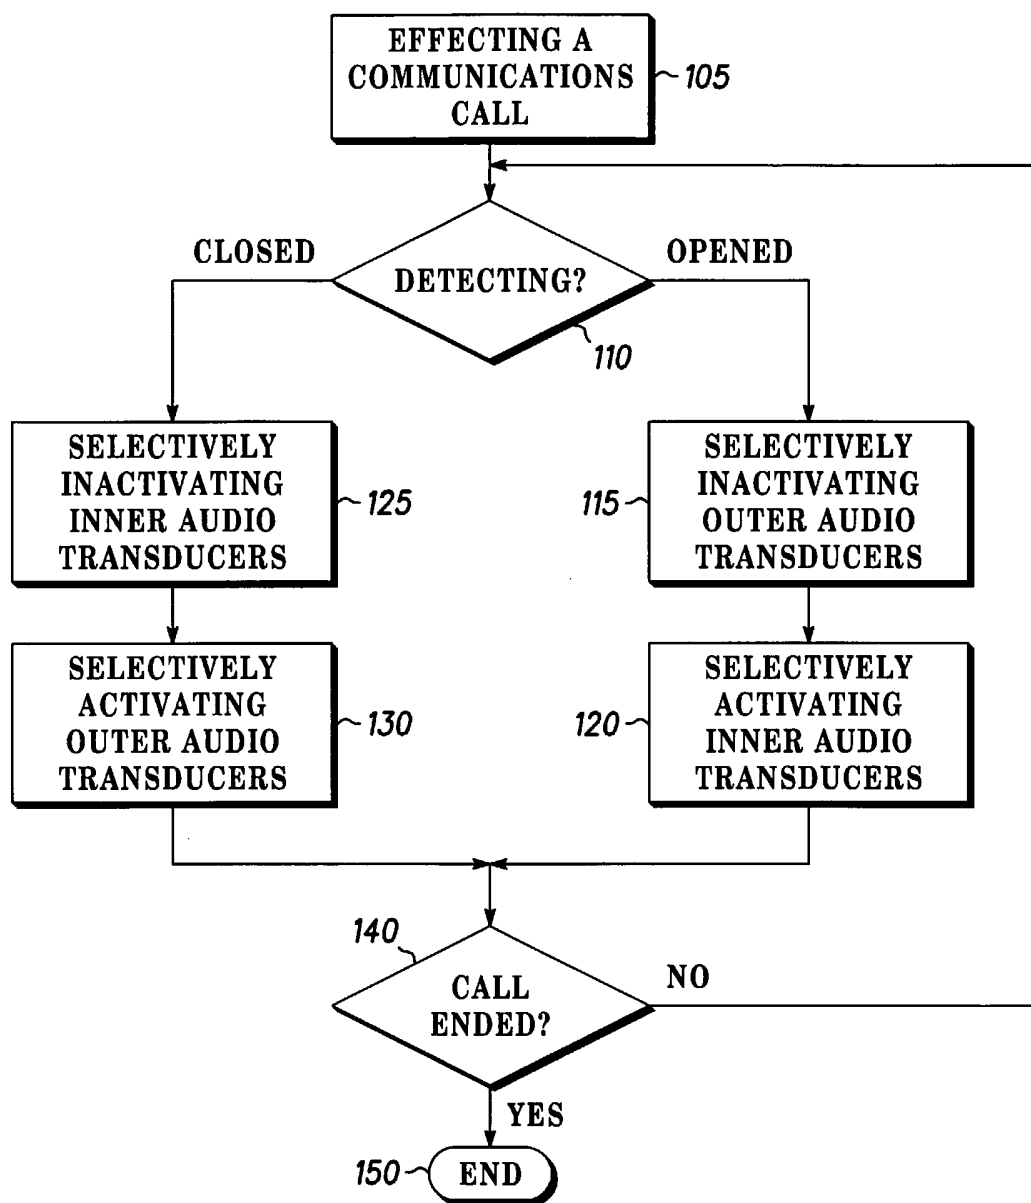 EFFECTING A
COMMUNICATIONS
CALL
105
CLOSED
OPENED
DETECTING?
110
SELECTIVELY
INACTIVATING
INNER AUDIO
TRANSDUCERS
125
115
SELECTIVELY
INACTIVATING
OUTER AUDIO
TRANSDUCERS
SELECTIVELY
ACTIVATING
OUTER AUDIO
TRANSDUCERS
130
120
SELECTIVELY
ACTIVATING
INNER AUDIO
TRANSDUCERS
140
CALL
ENDED?
NO
YES
150
END